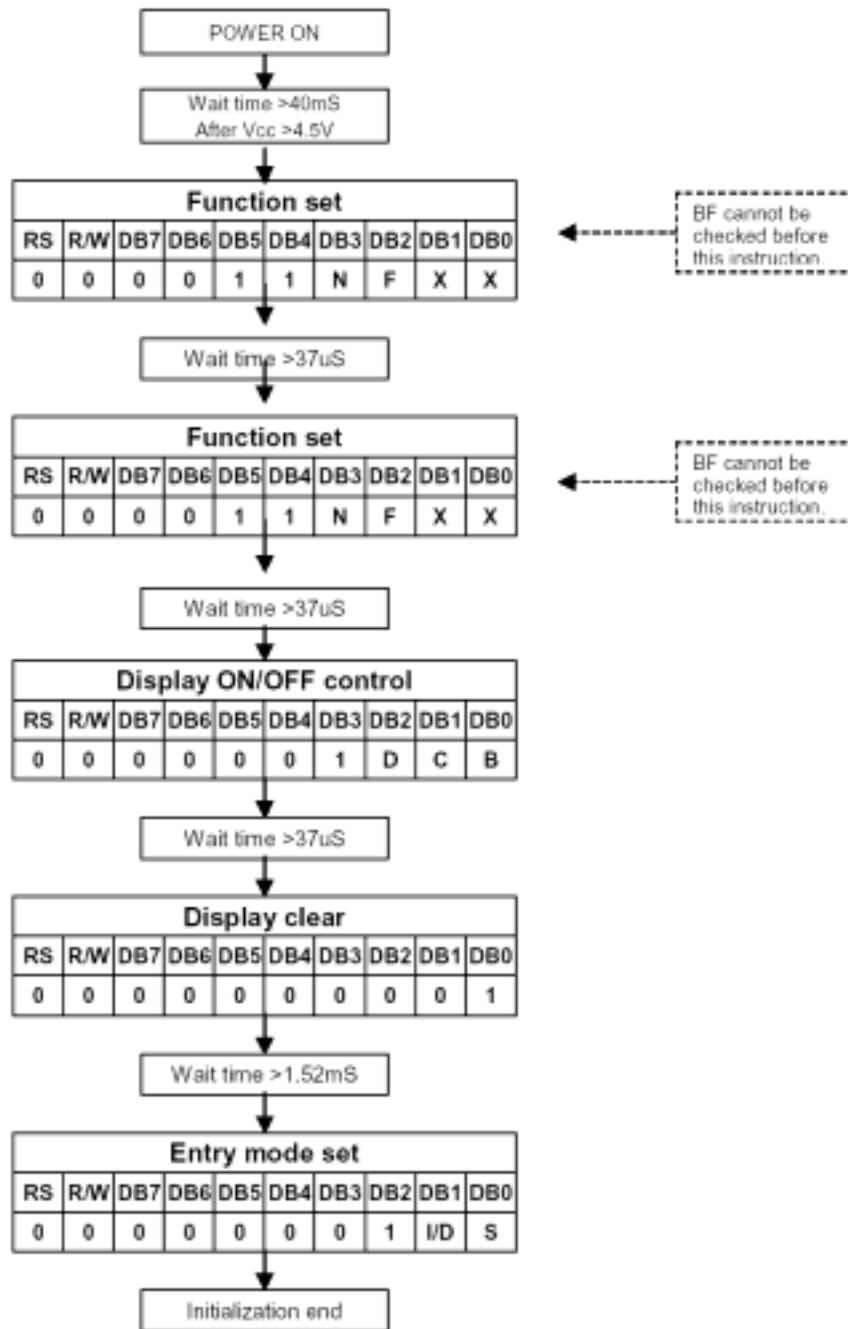 POWER ON
Wait time >40mS
After Vcc >4.5V
Function set
RS R/W DB7 DB6 DB5 DB4 DB3 DB2 DB1 DB0
0 0 0 0 1 1 N F X X
BF cannot be
checked before
this instruction.
Wait time >37uS
Function set
RS R/W DB7 DB6 DB5 DB4 DB3 DB2 DB1 DB0
0 0 0 0 1 1 N F X X
BF cannot be
checked before
this instruction.
Wait time >37uS
Display ON/OFF control
RS R/W DB7 DB6 DB5 DB4 DB3 DB2 DB1 DB0
0 0 0 0 0 0 1 D C B
Wait time >37uS
Display clear
RS R/W DB7 DB6 DB5 DB4 DB3 DB2 DB1 DB0
0 0 0 0 0 0 0 0 0 1
Wait time >1.52mS
Entry mode set
RS R/W DB7 DB6 DB5 DB4 DB3 DB2 DB1 DB0
0 0 0 0 0 0 0 1 I/D S
Initialization end